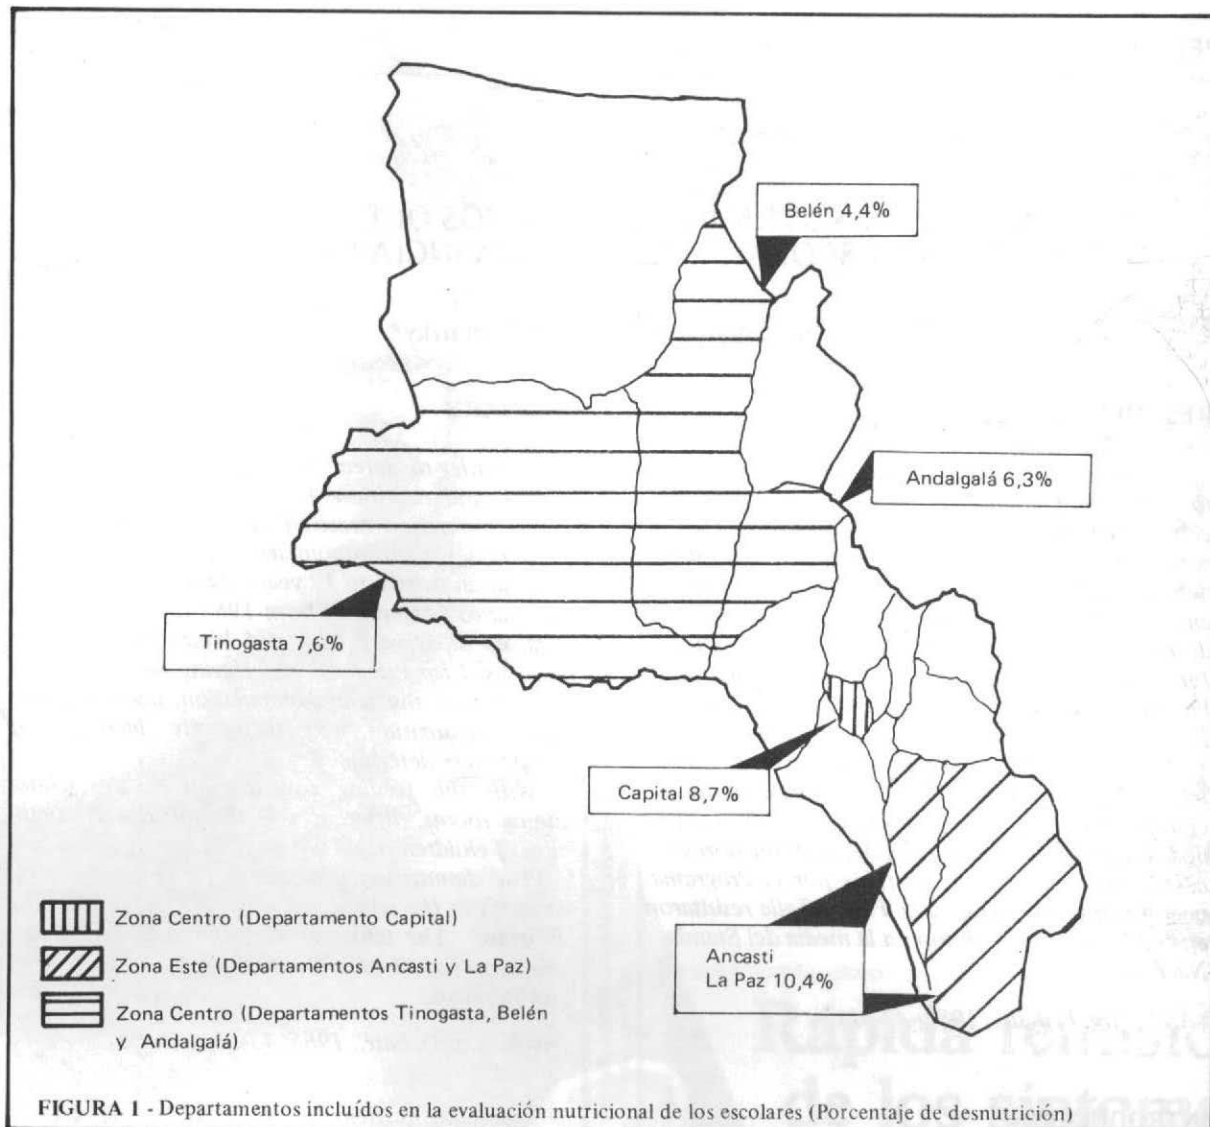 Belén 4,4%
Andalgalá 6,3%
Tinogasta 7,6%
Capital 8,7%
Ancasti
La Paz 10,4%
Zona Centro (Departamento Capital)
Zona Este (Departamentos Ancasti y La Paz)
Zona Centro (Departamentos Tinogasta, Belén
y Andalgalá)
FIGURA 1 - Departamentos incluídos en la evaluación nutricional de los escolares (Porcentaje de desnutrición)